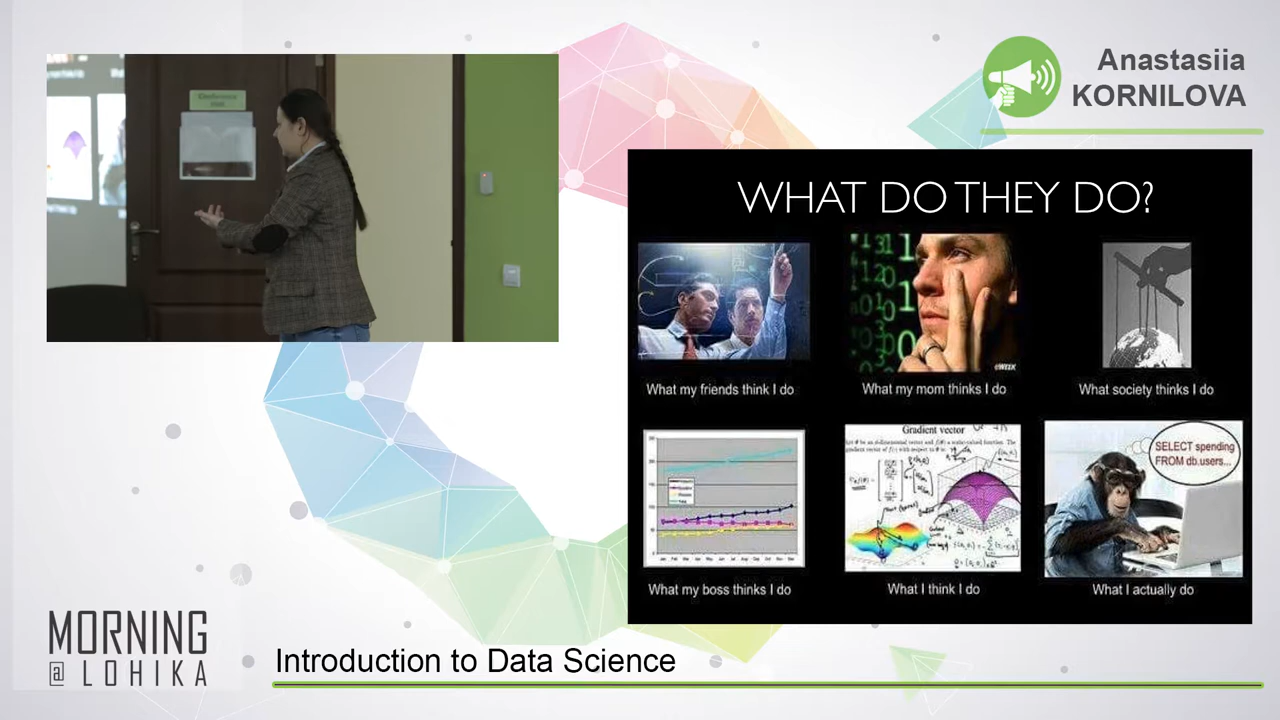 Anastasiia
KORNILOVA
Conference
WHAT DO THEY DO?
eWEEK
What my friends think I do
What my mom thinks I do
What society thinks I do
Gradient vector
SELECT spending
FROM db.users...
What my boss thinks I do
What I think I do
What I actually do
MORNING
@ LOHIKA
Introduction to Data Science